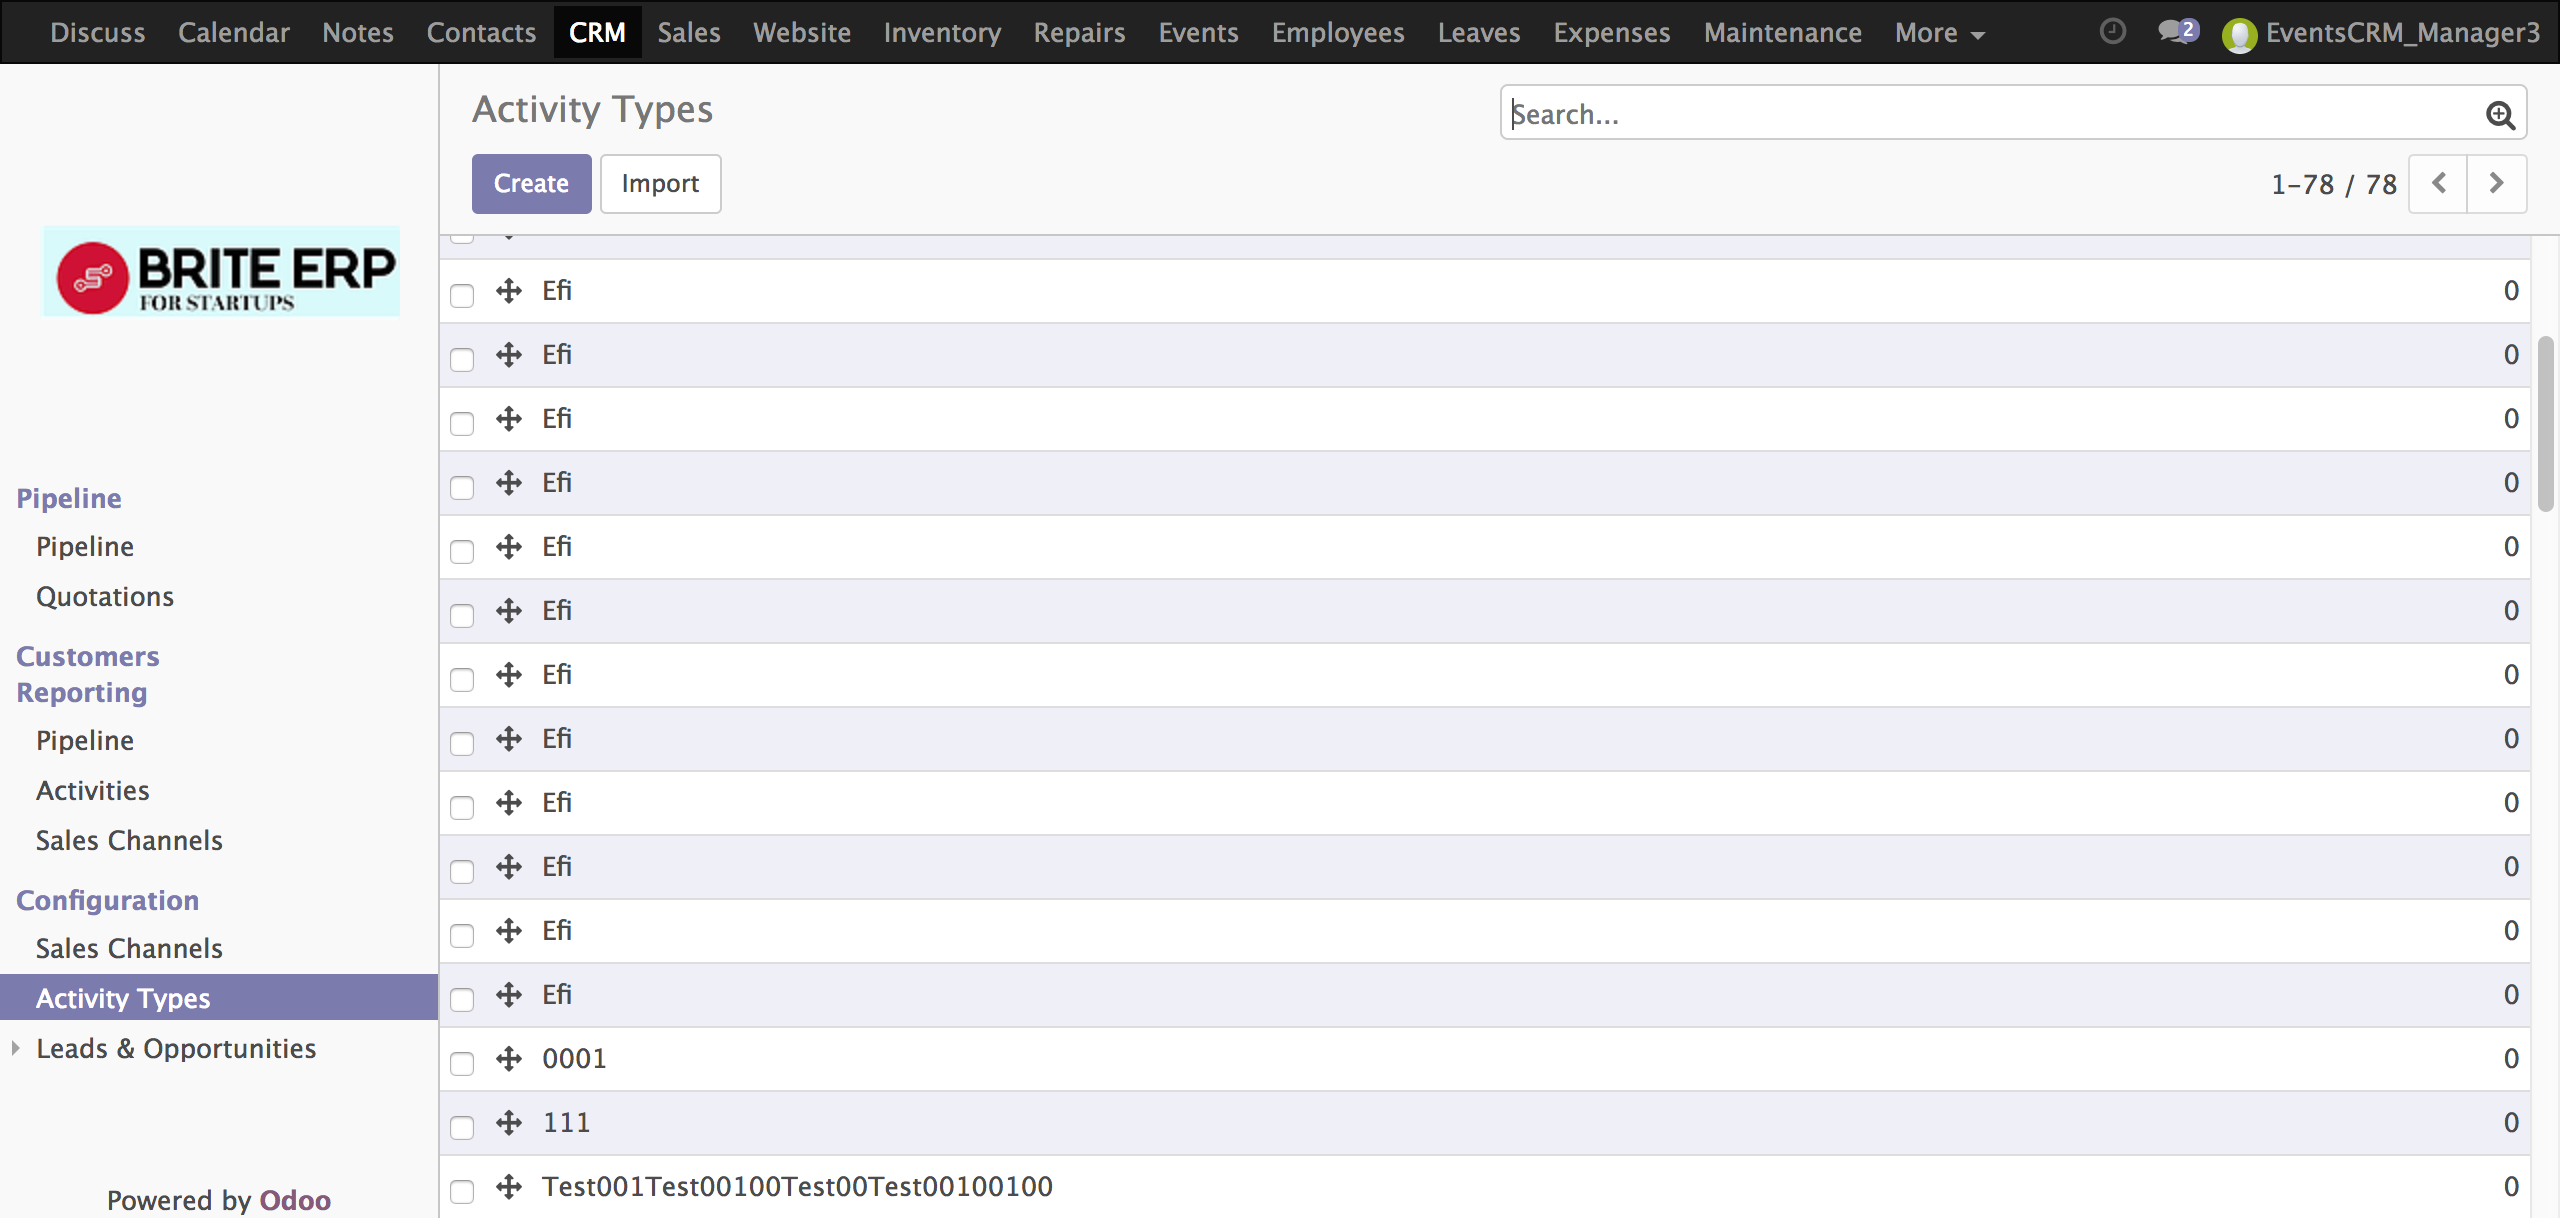 Discuss Calendar Notes Contacts CRM Sales Website Inventory Repairs Events Employees Leaves Expenses Maintenance More 2 EventsCRM_Manager3
Activity Types
Search...
Create Import 1-78 / 78
BRITE ERP
FOR STARTUPS
Pipeline
Pipeline
Quotations
Customers
Reporting
Pipeline
Activities
Sales Channels
Configuration
Sales Channels
Activity Types
Leads & Opportunities
Powered by Odoo
Efi 0
Efi 0
Efi 0
Efi 0
Efi 0
Efi 0
Efi 0
Efi 0
Efi 0
Efi 0
Efi 0
Efi 0
0001 0
111 0
Test001Test00100Test00Test00100100 0